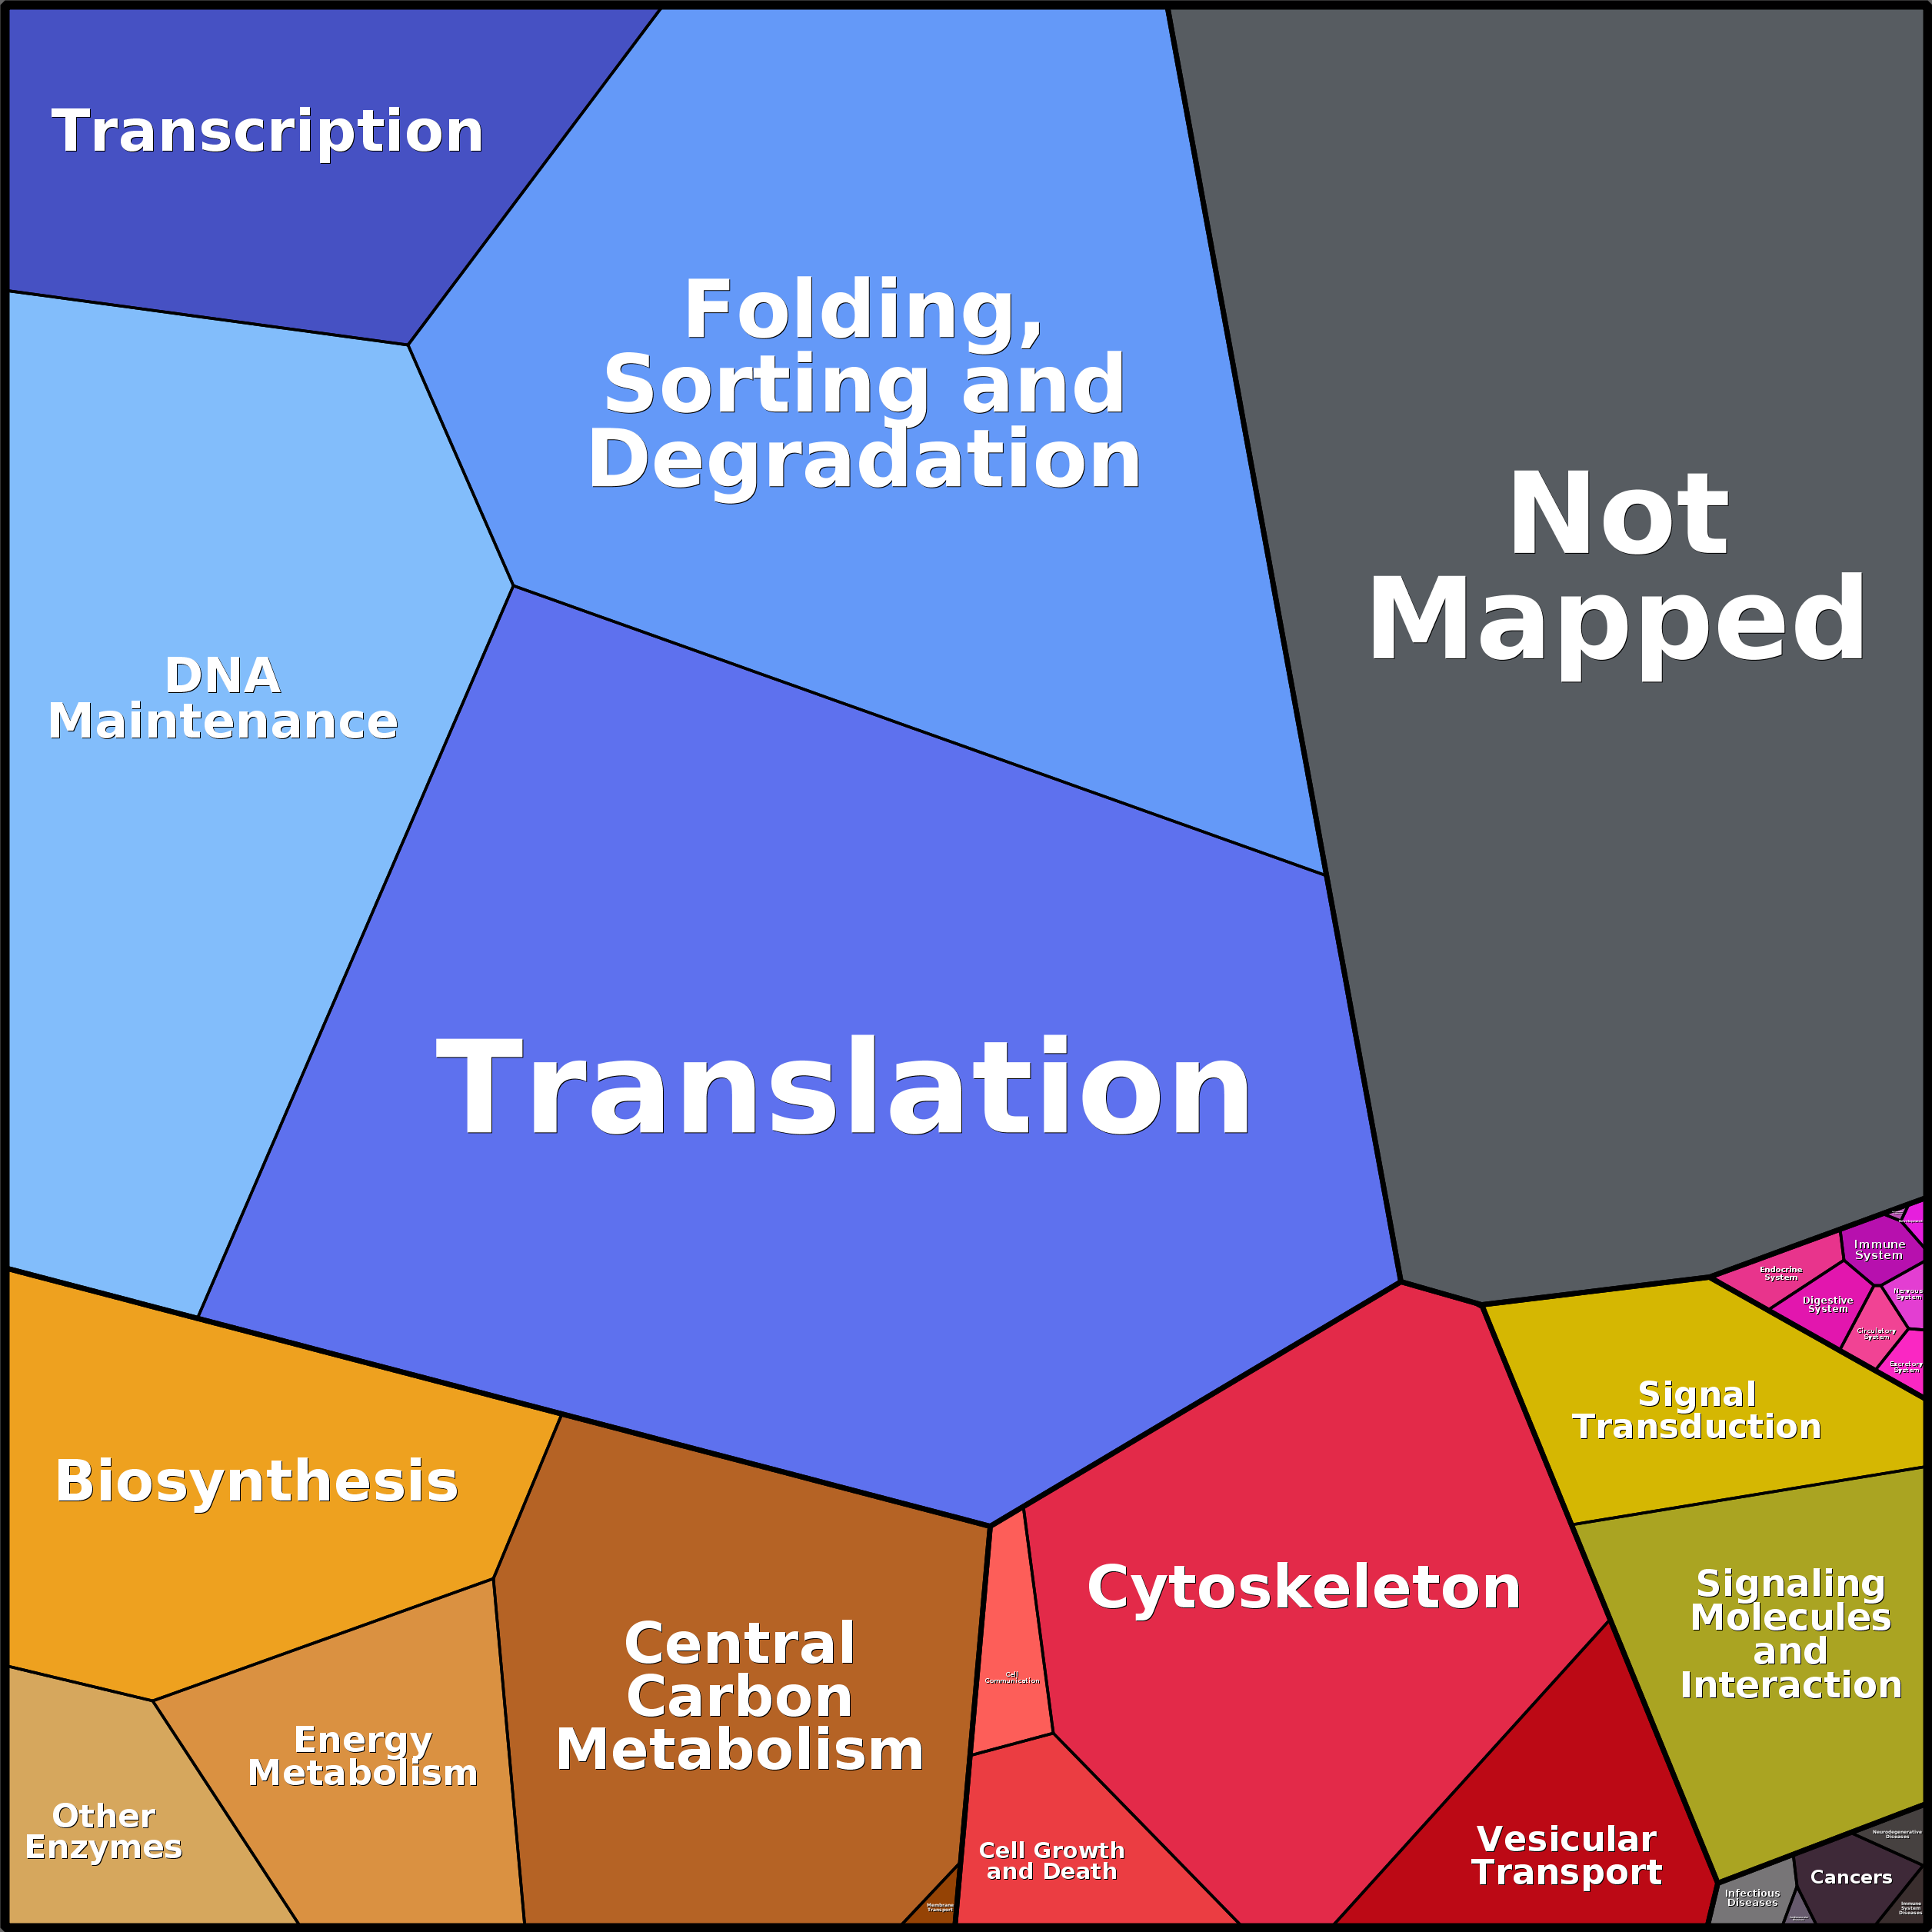 Transcription
Folding,
Sorting and
Degradation
Not
Mapped
DNA
Maintenance
Translation
Immune
System
Endocrine
System
Digestive
System
Nervous
System
Circulatory
System
Excretory
System
Signal
Transduction
Biosynthesis
Cytoskeleton
Signaling
Molecules
and
Interaction
Central
Carbon
Metabolism
Cell
Communication
Energy
Metabolism
Other
Enzymes
Cell Growth
and Death
Vesicular
Transport
Membrane
Transport
Neurodegenerative
Diseases
Cancers
Infectious
Diseases
Immune
System
Diseases